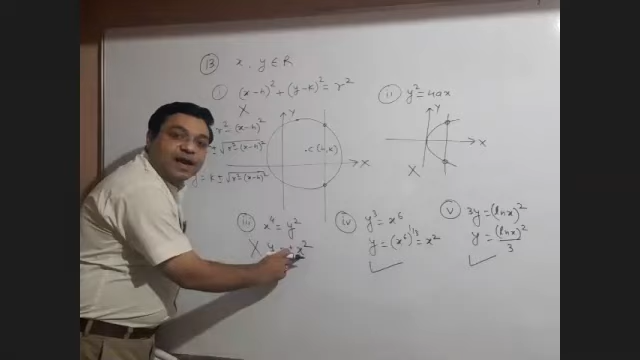 (13) x, y ∈ R
(i) (x-h)² + (y-k)² = r²
X
r² - (x-h)²
± √r²-(x-h)²
y = k ± √r²-(x-h)²
Y
C(h,k)
X
(ii) y² = 4ax
Y
X
X
(iii) x⁴ = y²
X x²
(iv) y³ = x⁶
y = (x⁶)^1/3 = x²
(v) 3y = (ln x)²
y = (ln x)²/3